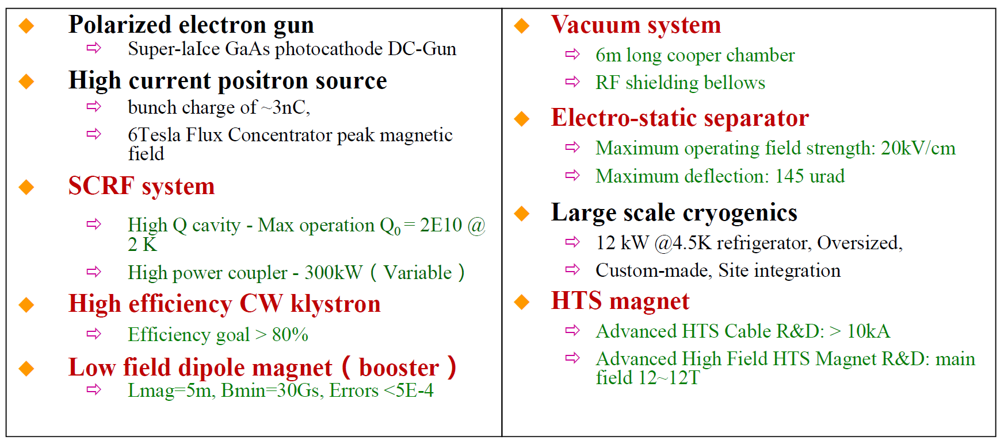 Polarized electron gun
Super-laIce GaAs photocathode DC-Gun
High current positron source
bunch charge of ~3nC,
6Tesla Flux Concentrator peak magnetic
field
SCRF system
High Q cavity - Max operation Q₀ = 2E10 @
2 K
High power coupler - 300kW（Variable）
High efficiency CW klystron
Efficiency goal > 80%
Low field dipole magnet（booster）
Lmag=5m, Bmin=30Gs, Errors <5E-4
Vacuum system
6m long cooper chamber
RF shielding bellows
Electro-static separator
Maximum operating field strength: 20kV/cm
Maximum deflection: 145 urad
Large scale cryogenics
12 kW @4.5K refrigerator, Oversized,
Custom-made, Site integration
HTS magnet
Advanced HTS Cable R&D: > 10kA
Advanced High Field HTS Magnet R&D: main
field 12~12T